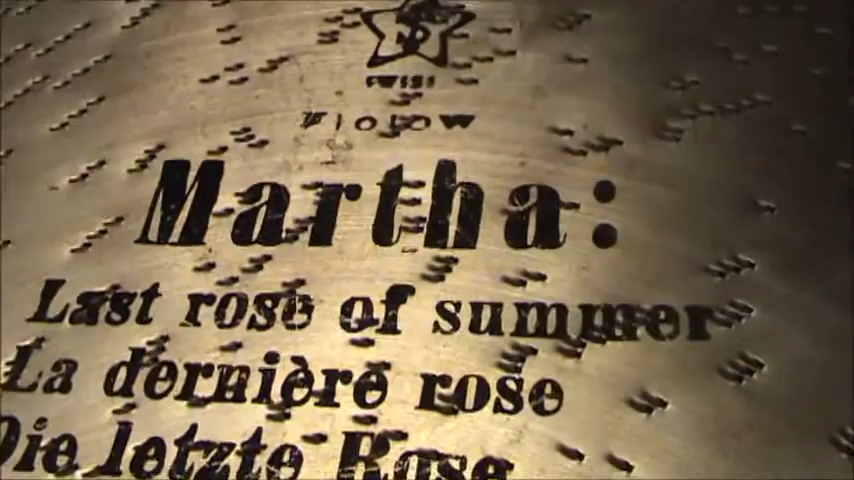 Martha:
Last rose of summer
La dernière rose
Die letzte Rose